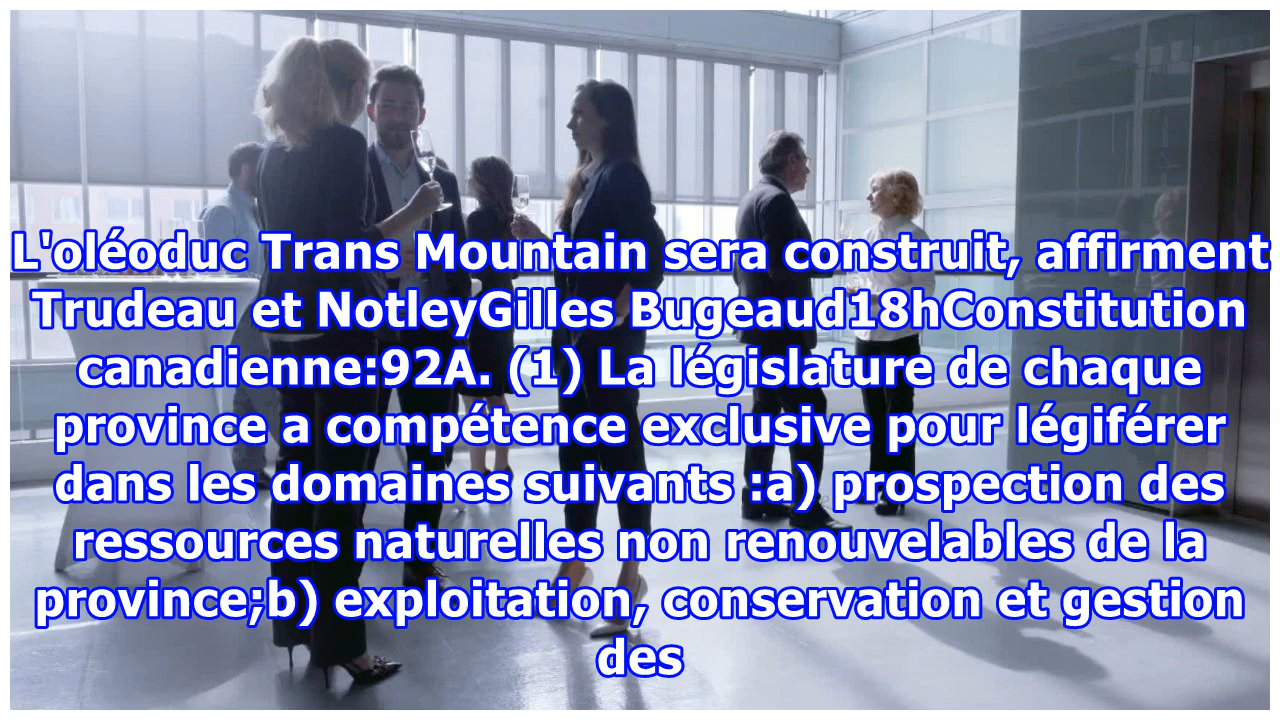 L'oléoduc Trans Mountain sera construit, affirment
Trudeau et NotleyGilles Bugeaud18hConstitution
canadienne:92A. (1) La législature de chaque
province a compétence exclusive pour légiférer
dans les domaines suivants :a) prospection des
ressources naturelles non renouvelables de la
province;b) exploitation, conservation et gestion
des